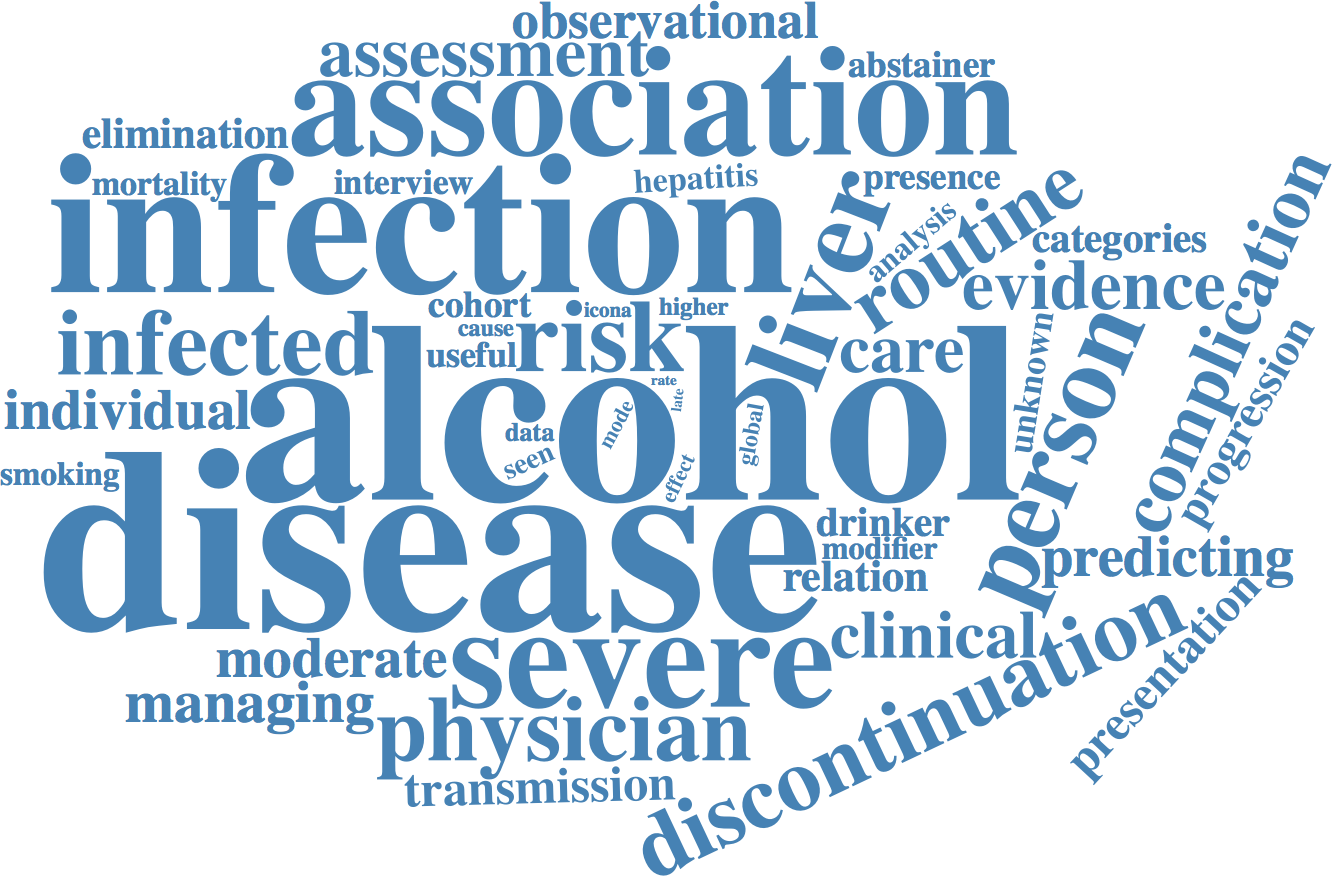 observational
assessment
association
abstainer
elimination
infection
mortality
interview
hepatitis
liver
presence
analysis
routine
categories
evidence
complication
cohort
cause
useful
risk
icona
higher
infected
alcohol
care
unknown
person
progression
individual
rate
late
mode
data
seen
effect
global
smoking
disease
drinker
modifier
relation
predicting
moderate
severe
clinical
managing
physician
discontinuation
presentation
transmission